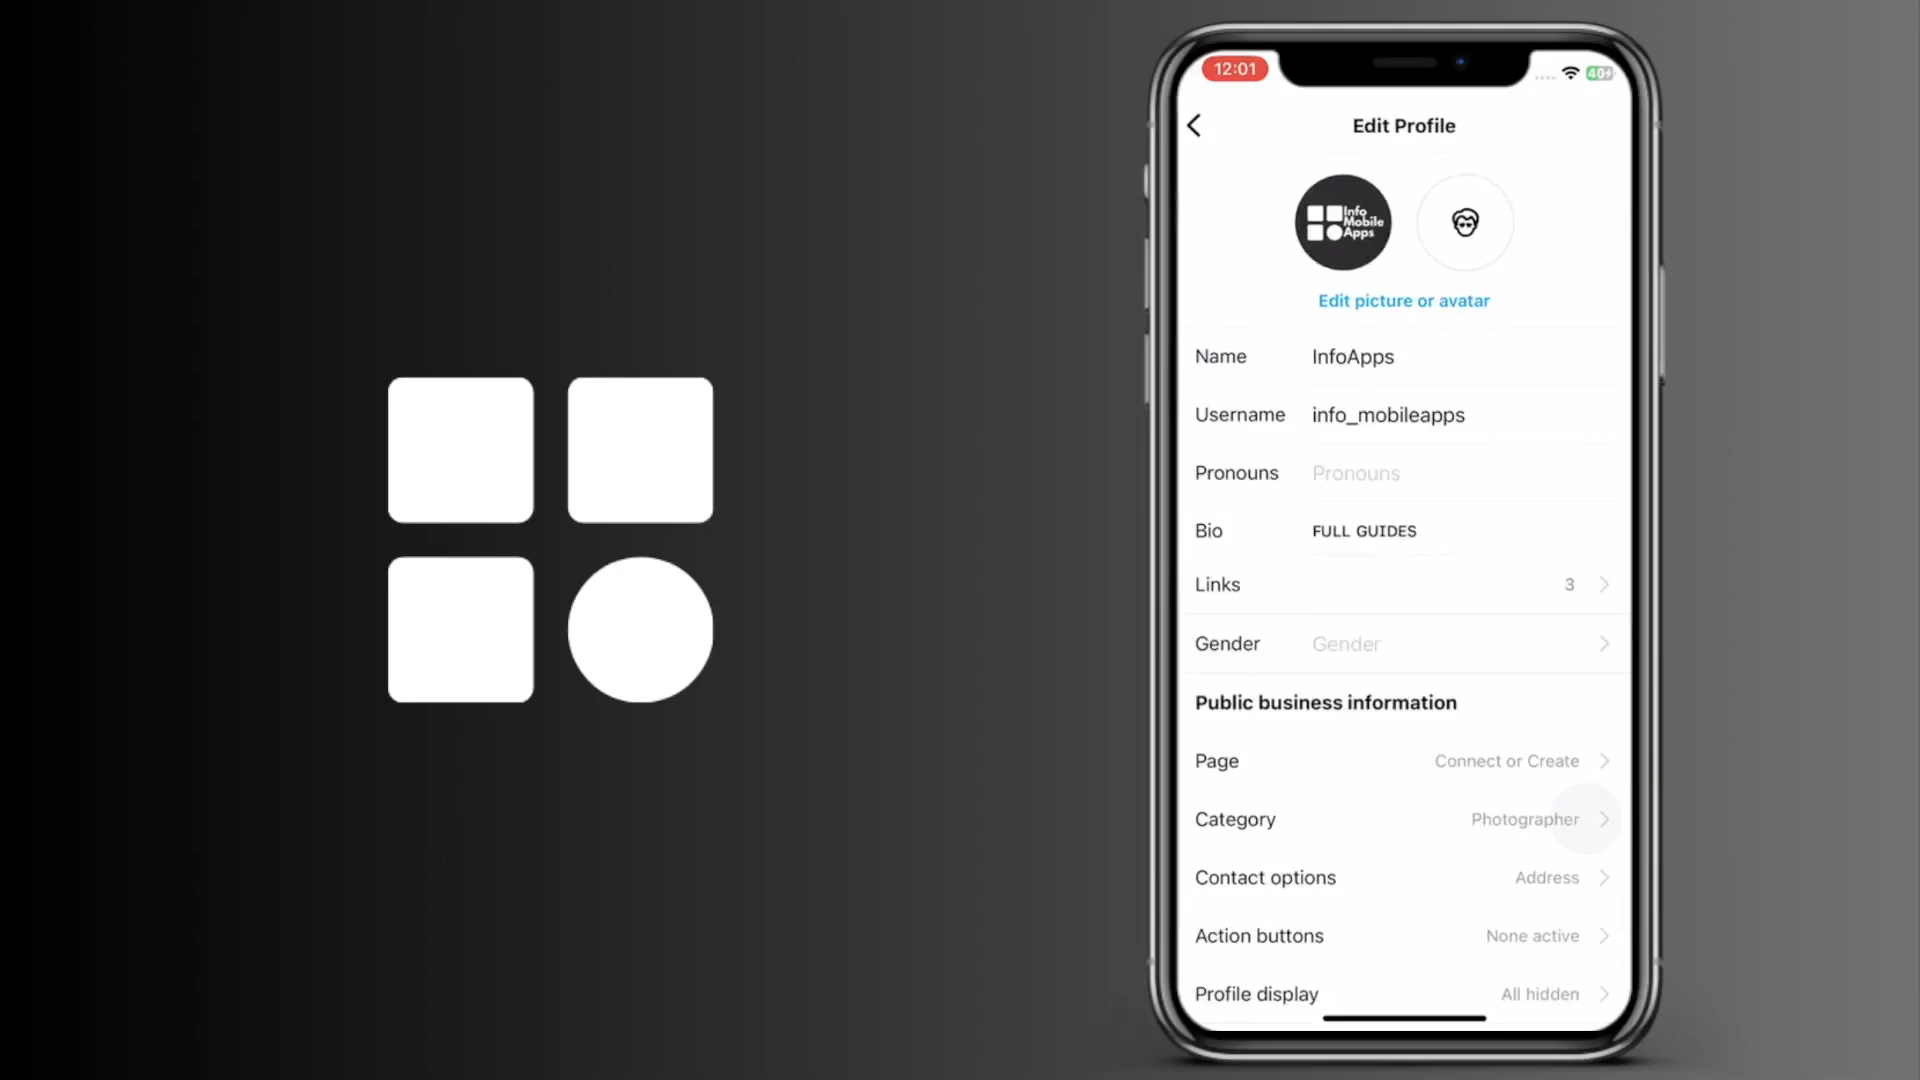 12:01
40
Edit Profile
Info
Mobile
Apps
Edit picture or avatar
Name InfoApps
Username info_mobileapps
Pronouns Pronouns
Bio FULL GUIDES
Links 3
Gender Gender
Public business information
Page Connect or Create
Category Photographer
Contact options Address
Action buttons None active
Profile display All hidden